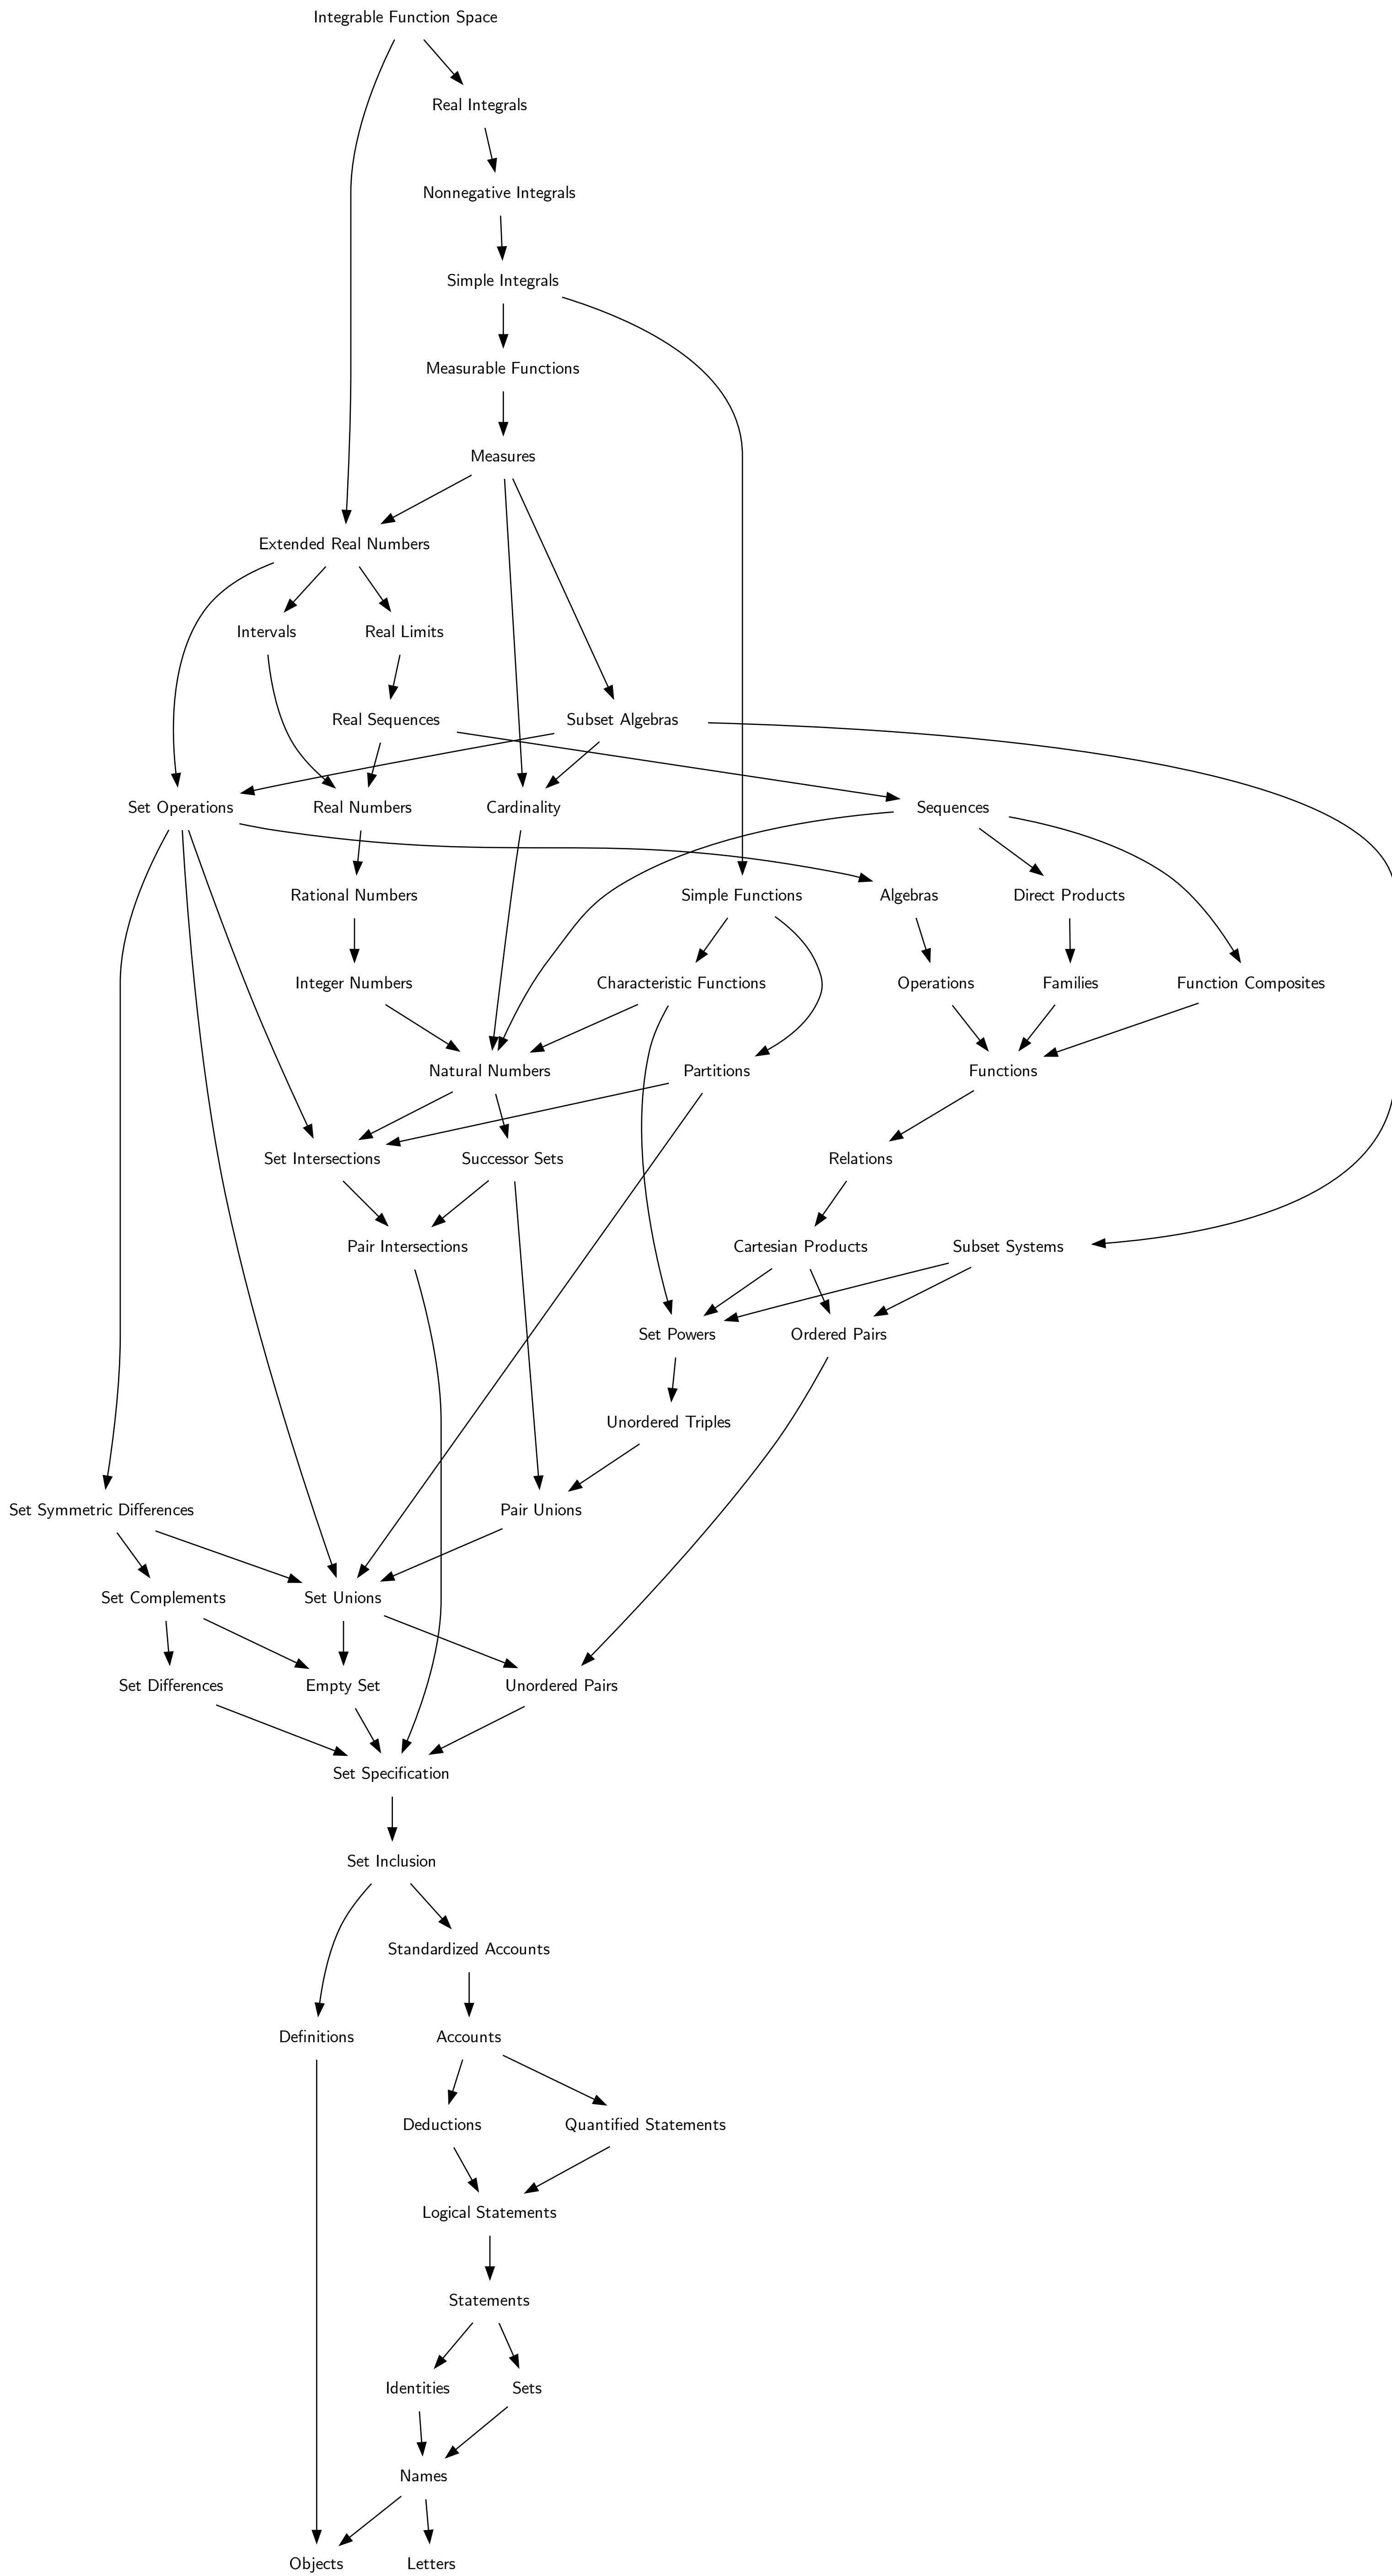 Integrable Function Space
Real Integrals
Nonnegative Integrals
Simple Integrals
Measurable Functions
Measures
Extended Real Numbers
Intervals
Real Limits
Real Sequences
Subset Algebras
Set Operations
Real Numbers
Cardinality
Sequences
Rational Numbers
Simple Functions
Algebras
Direct Products
Integer Numbers
Characteristic Functions
Operations
Families
Function Composites
Natural Numbers
Partitions
Functions
Set Intersections
Successor Sets
Relations
Pair Intersections
Cartesian Products
Subset Systems
Set Powers
Ordered Pairs
Unordered Triples
Set Symmetric Differences
Pair Unions
Set Complements
Set Unions
Set Differences
Empty Set
Unordered Pairs
Set Specification
Set Inclusion
Standardized Accounts
Definitions
Accounts
Deductions
Quantified Statements
Logical Statements
Statements
Identities
Sets
Names
Objects
Letters